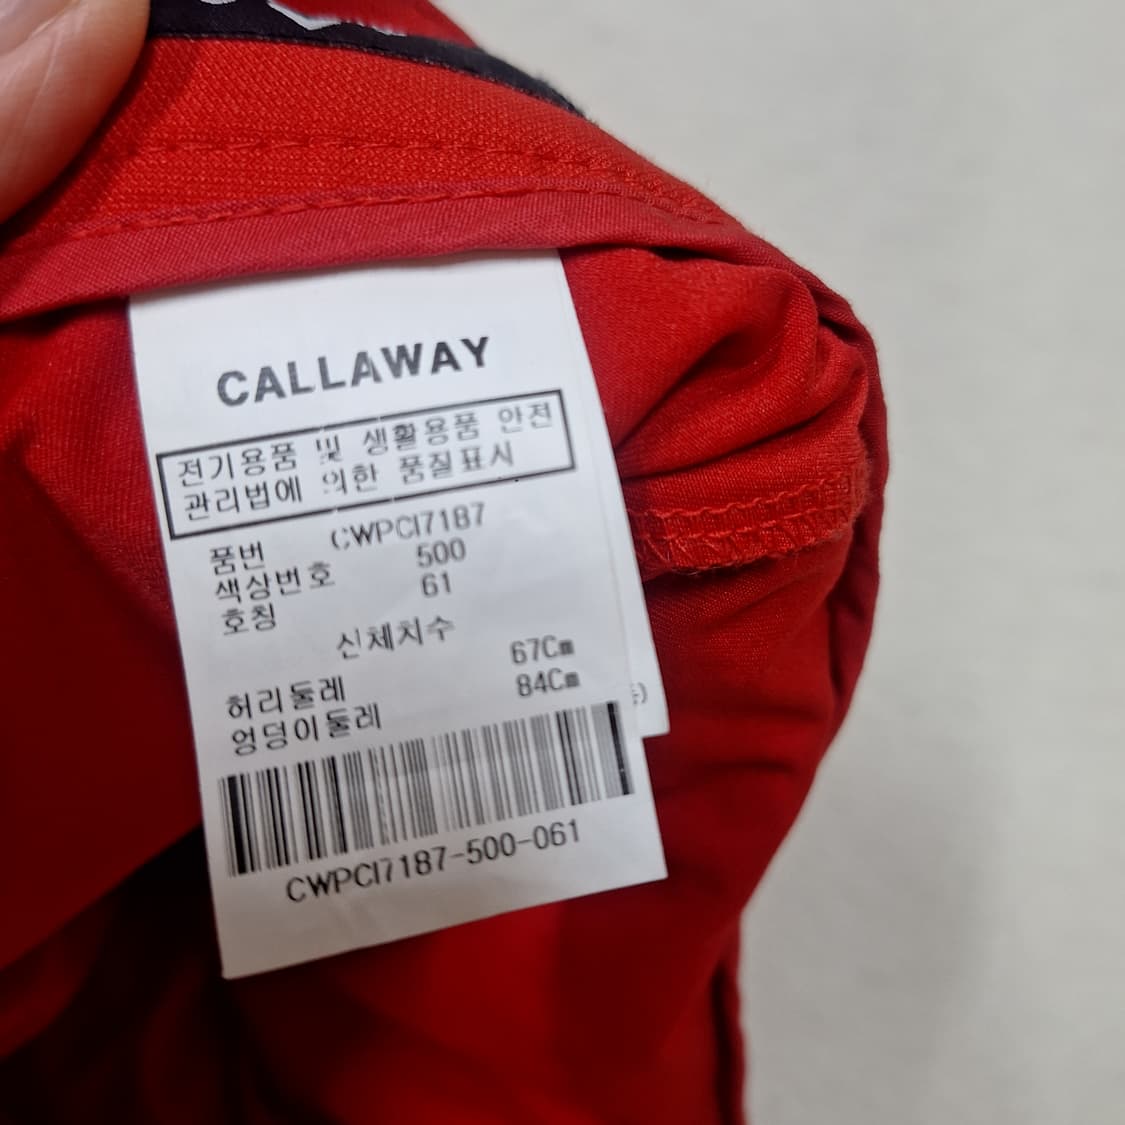 CALLAWAY
전기용품 및 생활용품 안전
관리법에 의한 품질표시
품번 CWPCI7187
색상번호 500
호칭 61
신체치수
허리둘레 67Cm
엉덩이둘레 84Cm
CWPCI7187-500-061